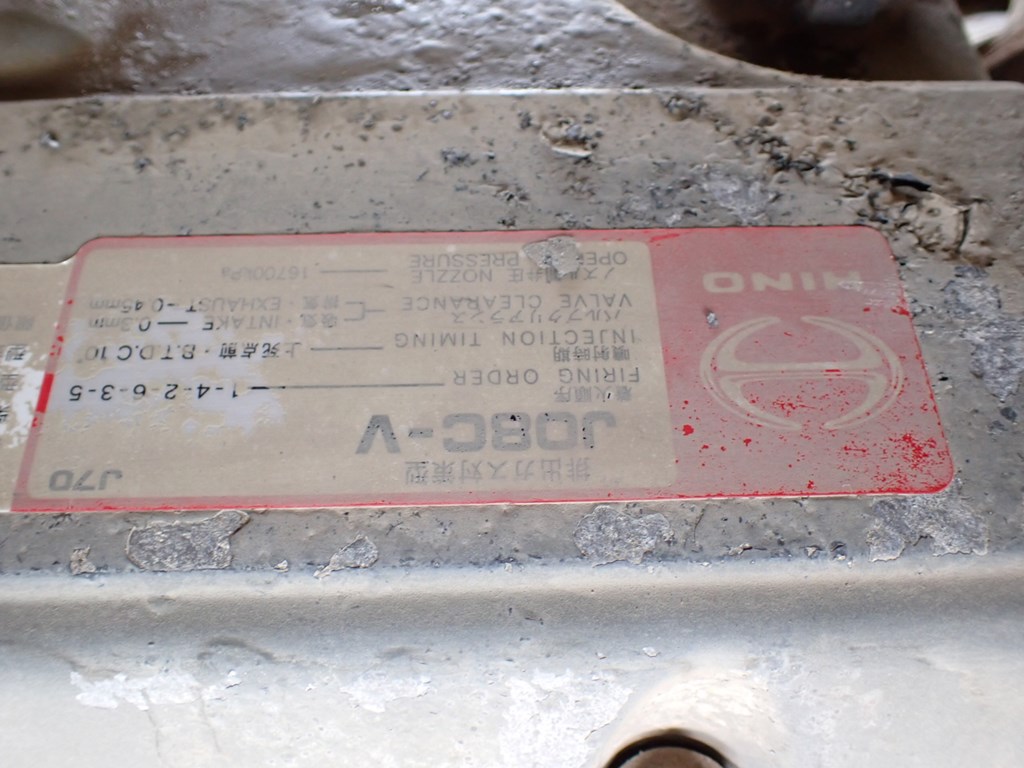 HINO
J70
排出ガス対策型
J08C-V
着火順序
FIRING ORDER — 1-4-2-6-3-5
噴射時期
INJECTION TIMING — 上死点前・B.T.D.C 10°
バルブクリアランス 吸気・INTAKE — 0.3mm
VALVE CLEARANCE 排気・EXHAUST - 0.45mm
ノズル開弁圧 NOZZLE — 16700kPa
OPEN PRESSURE